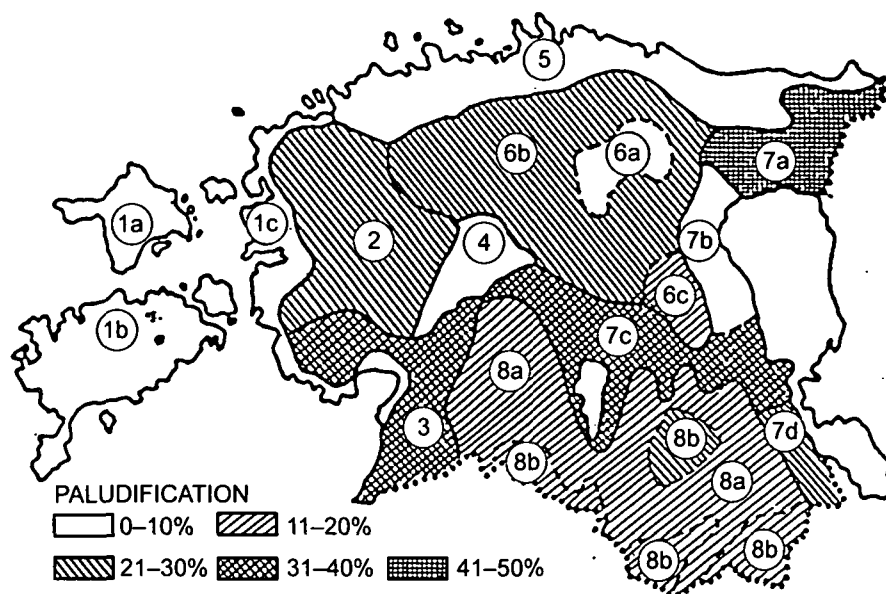 5
6b
6a
7a
1a
1c
2
4
7b
6c
1b
7c
8a
3
8b
7d
8b
8a
8b
8b
PALUDIFICATION
0–10%
11–20%
21–30%
31–40%
41–50%